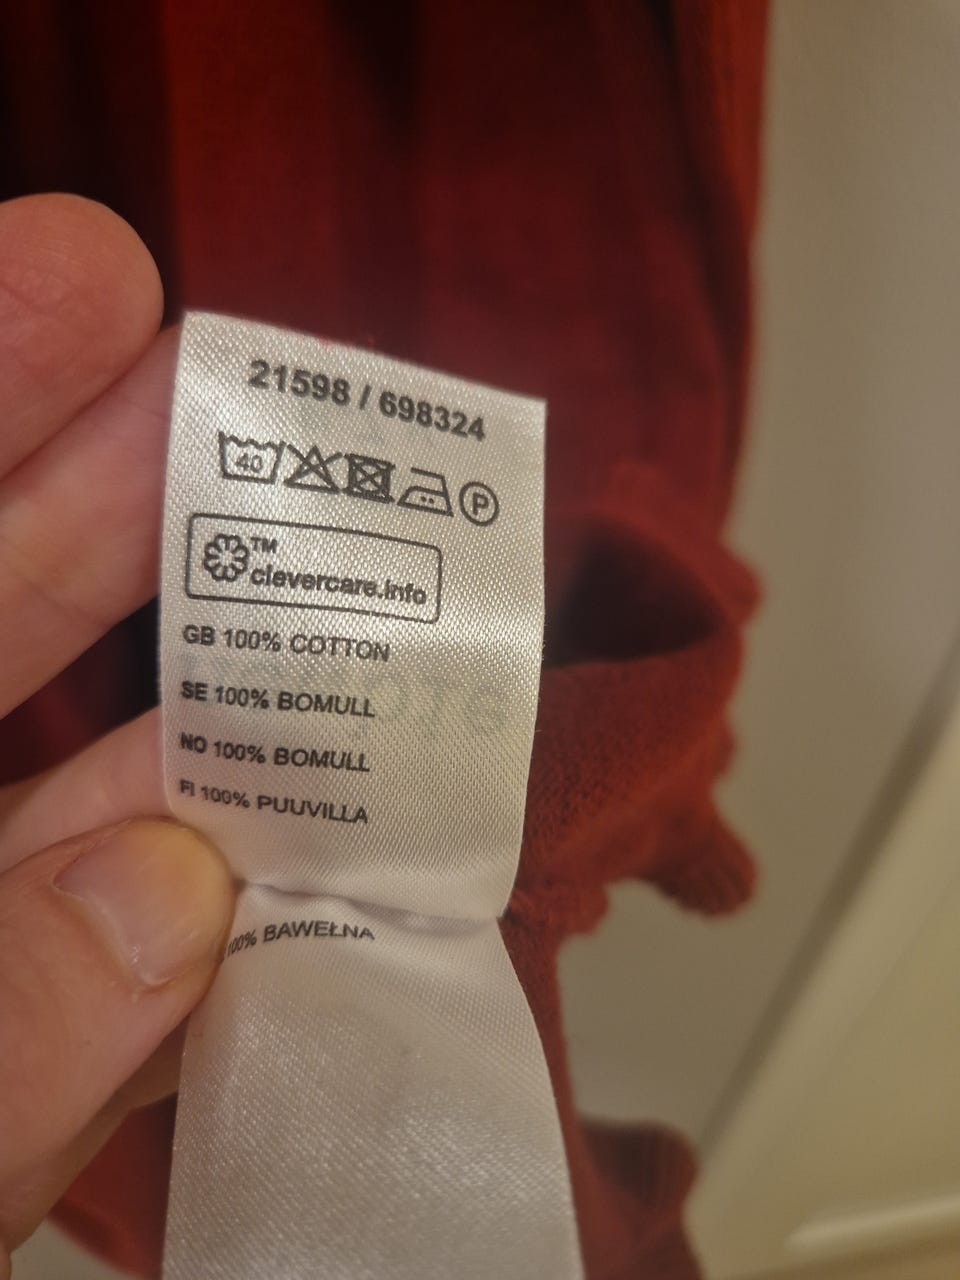 21598 / 698324
40
P
TM
clevercare.info
GB 100% COTTON
SE 100% BOMULL
NO 100% BOMULL
FI 100% PUUVILLA
100% BAWEŁNA